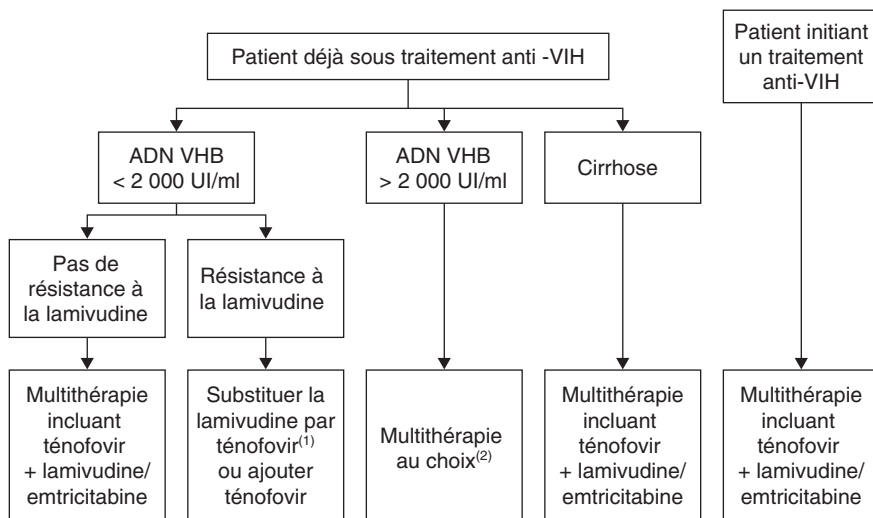 Patient déjà sous traitement anti -VIH
Patient initiant
un traitement
anti-VIH
ADN VHB
< 2 000 UI/ml
ADN VHB
> 2 000 UI/ml
Cirrhose
Pas de
résistance à
la lamivudine
Résistance à
la lamivudine
Multithérapie
incluant
ténofovir
+ lamivudine/
emtricitabine
Substituer la
lamivudine par
ténofovir(1)
ou ajouter
ténofovir
Multithérapie
au choix(2)
Multithérapie
incluant
ténofovir
+ lamivudine/
emtricitabine
Multithérapie
incluant
ténofovir
+ lamivudine/
emtricitabine